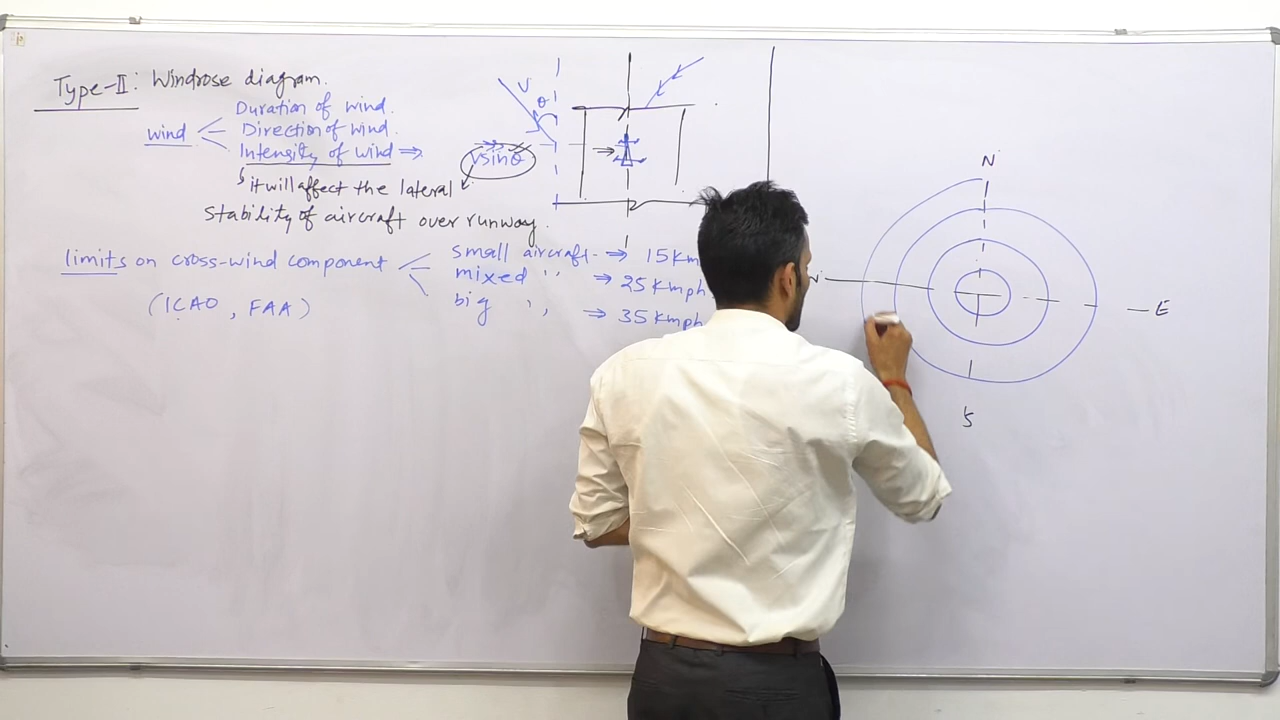 Type-II: Windrose diagram.
Duration of wind.
wind
Direction of wind.
Intensity of wind ⇒
it will affect the lateral
stability of aircraft over runway.
limits on cross-wind component
(ICAO, FAA)
small aircraft- ⇒ 15 Km
mixed " ⇒ 25 Kmph
big " ⇒ 35 Kmph
V
θ
V sinθ
N
W
E
S